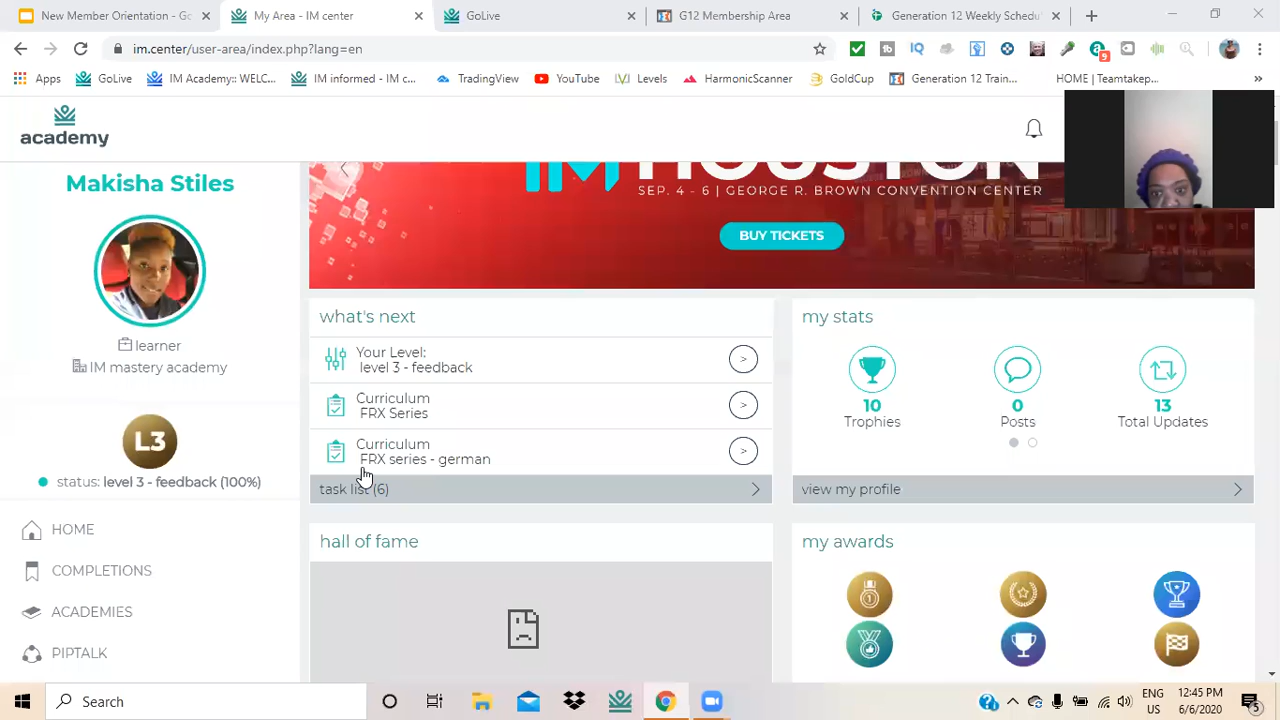 New Member Orientation - G
My Area - IM center
GoLive
G12 Membership Area
Generation 12 Weekly Schedu
im.center/user-area/index.php?lang=en
9
Apps
GoLive
IM Academy:: WELC...
IM informed - IM c...
TradingView
YouTube
Levels
HarmonicScanner
GoldCup
Generation 12 Train...
HOME | Teamtakep...
»
academy
IM HOUSTON
SEP. 4 - 6 | GEORGE R. BROWN CONVENTION CENTER
BUY TICKETS
Makisha Stiles
learner
IM mastery academy
L3
status: level 3 - feedback (100%)
HOME
COMPLETIONS
ACADEMIES
PIPTALK
what's next
Your Level:
level 3 - feedback
Curriculum
FRX Series
Curriculum
FRX series - german
task list (6)
my stats
10
Trophies
0
Posts
13
Total Updates
view my profile
hall of fame
my awards
1
Search
ENG
US
12:45 PM
6/6/2020
5